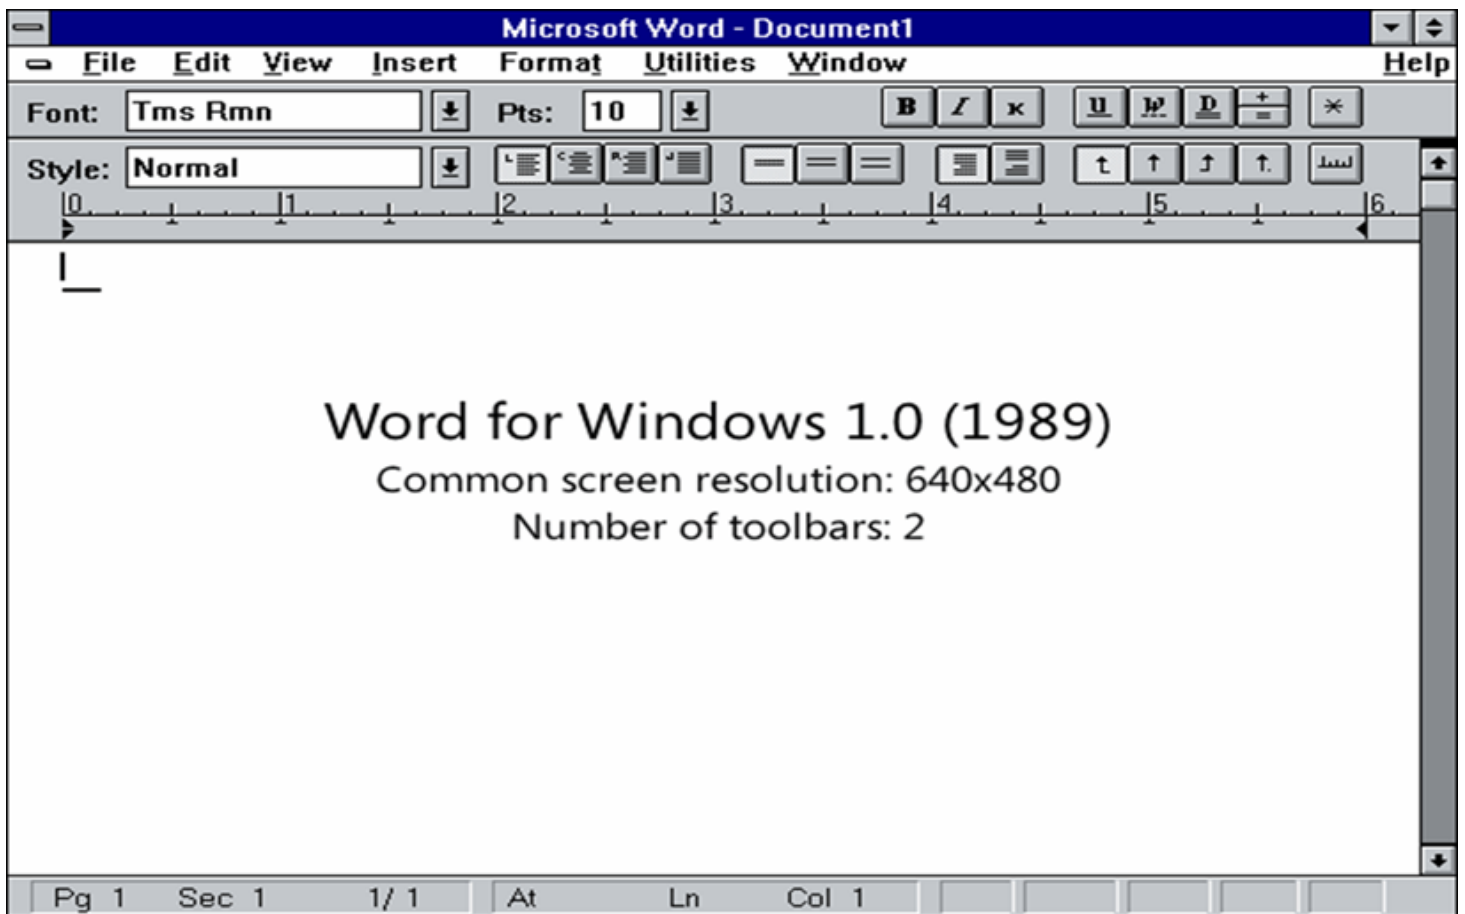 Microsoft Word - Document1
File Edit View Insert Format Utilities Window Help
Font: Tms Rmn Pts: 10 B I K U W D + = *
Style: Normal L C R J
0 1 2 3 4 5 6
Word for Windows 1.0 (1989)
Common screen resolution: 640x480
Number of toolbars: 2
Pg 1 Sec 1 1/ 1 At Ln Col 1